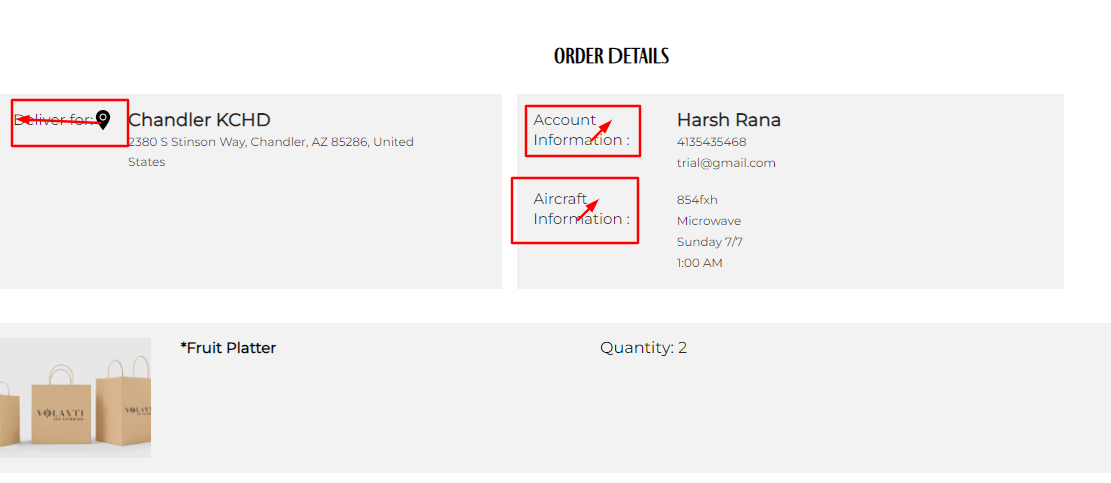 ORDER DETAILS
Deliver for:
Chandler KCHD
2380 S Stinson Way, Chandler, AZ 85286, United
States
Account
Information :
Harsh Rana
4135435468
trial@gmail.com
Aircraft
Information :
854fxh
Microwave
Sunday 7/7
1:00 AM
*Fruit Platter
Quantity: 2
VOLANTI